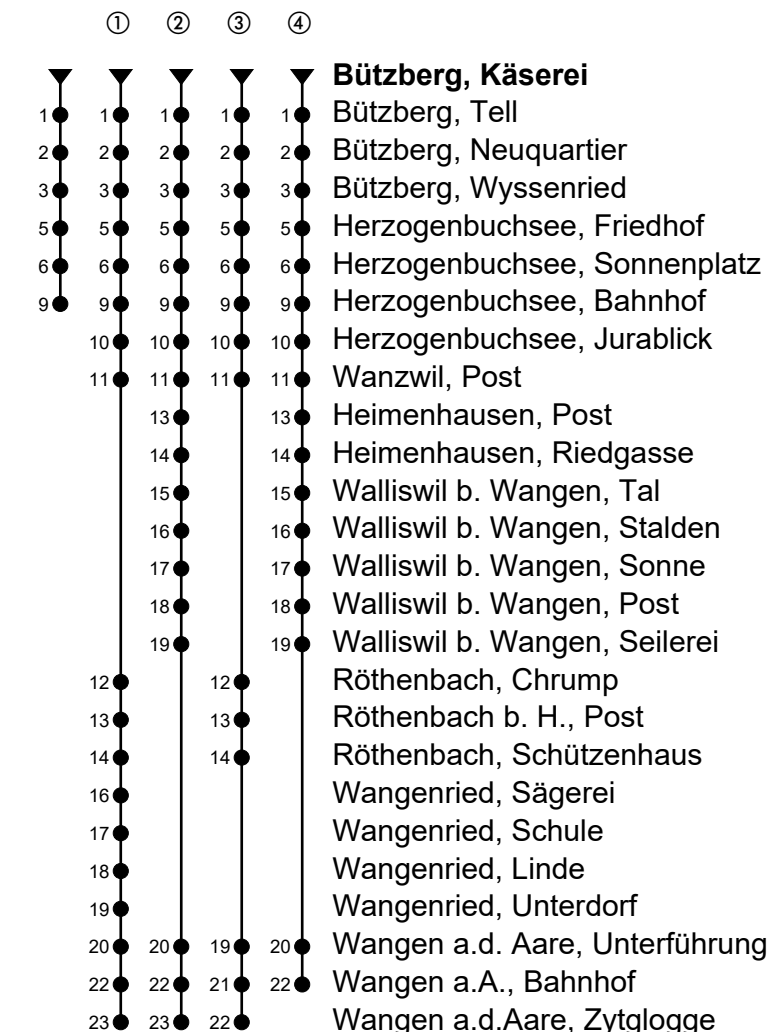 ① ② ③ ④
Bützberg, Käserei
1 1 1 1 1 Bützberg, Tell
2 2 2 2 2 Bützberg, Neuquartier
3 3 3 3 3 Bützberg, Wyssenried
5 5 5 5 5 Herzogenbuchsee, Friedhof
6 6 6 6 6 Herzogenbuchsee, Sonnenplatz
9 9 9 9 9 Herzogenbuchsee, Bahnhof
10 10 10 10 Herzogenbuchsee, Jurablick
11 11 11 11 Wanzwil, Post
13 13 Heimenhausen, Post
14 14 Heimenhausen, Riedgasse
15 15 Walliswil b. Wangen, Tal
16 16 Walliswil b. Wangen, Stalden
17 17 Walliswil b. Wangen, Sonne
18 18 Walliswil b. Wangen, Post
19 19 Walliswil b. Wangen, Seilerei
12 12 Röthenbach, Chrump
13 13 Röthenbach b. H., Post
14 14 Röthenbach, Schützenhaus
16 Wangenried, Sägerei
17 Wangenried, Schule
18 Wangenried, Linde
19 Wangenried, Unterdorf
20 20 19 20 Wangen a.d. Aare, Unterführung
22 22 21 22 Wangen a.A., Bahnhof
23 23 22 Wangen a.d.Aare, Zytglogge